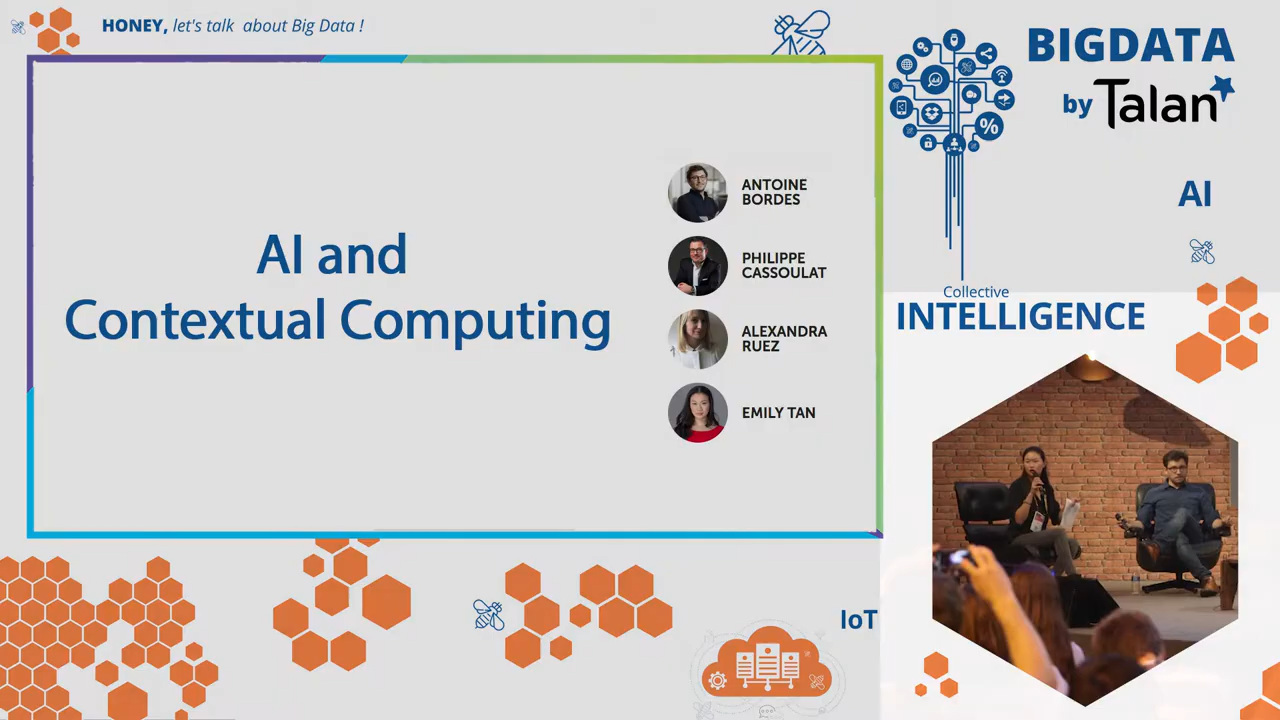 HONEY, let's talk about Big Data !
BIGDATA
by Talan
AI
AI and
Contextual Computing
ANTOINE
BORDES
PHILIPPE
CASSOULAT
ALEXANDRA
RUEZ
EMILY TAN
Collective
INTELLIGENCE
%
IoT